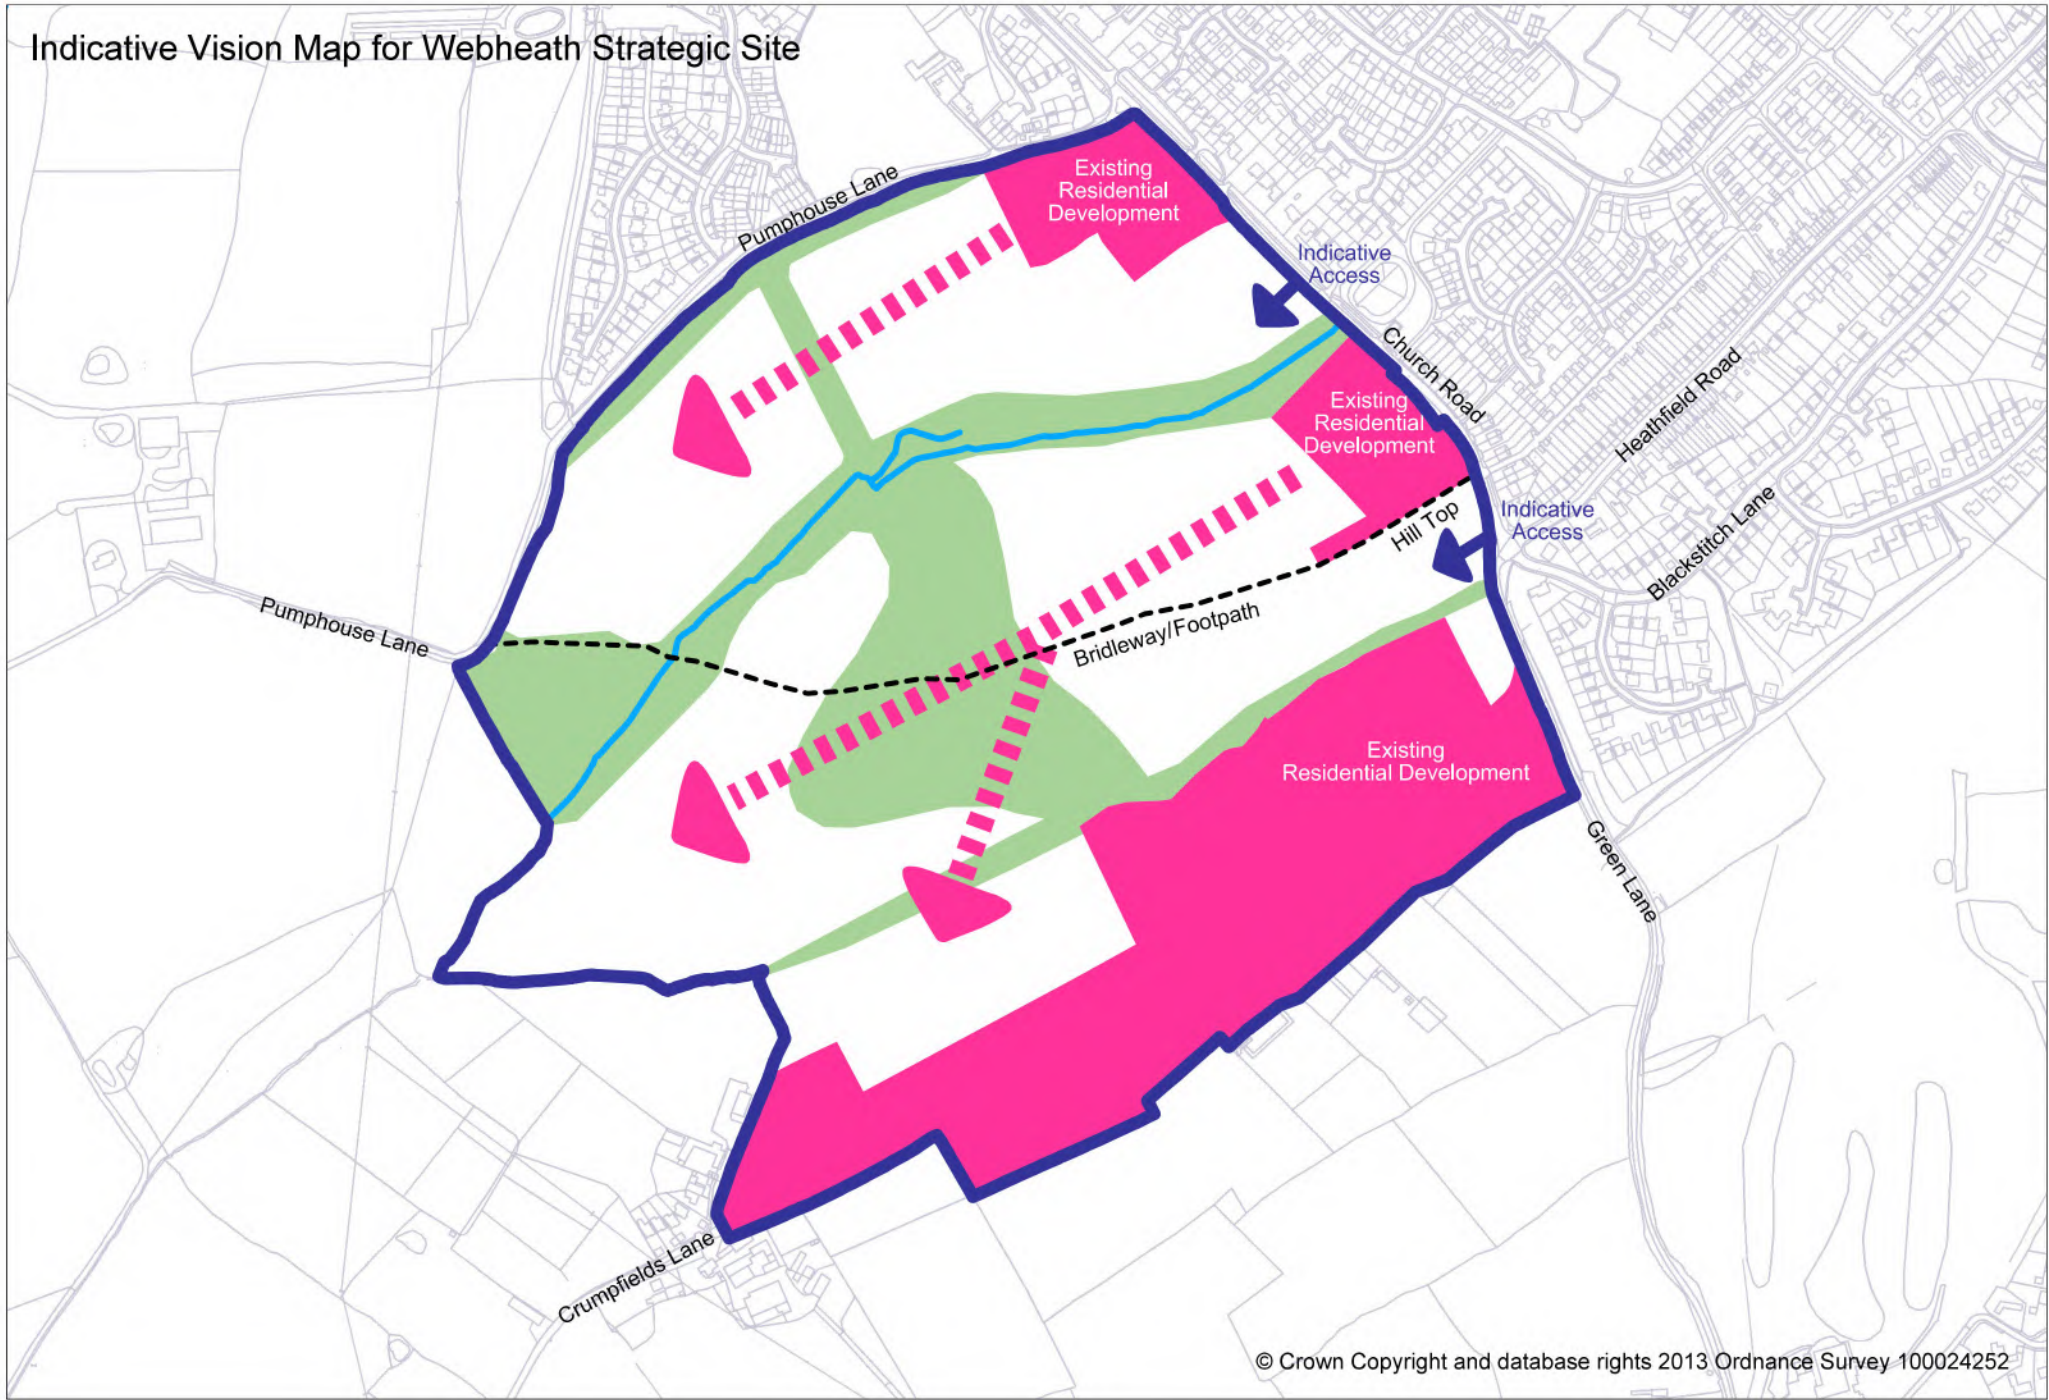 Indicative Vision Map for Webheath Strategic Site
Existing
Residential
Development
Pumphouse Lane
Indicative
Access
Church Road
Heathfield Road
Existing
Residential
Development
Hill Top
Indicative
Access
Blackstitch Lane
Pumphouse Lane
Bridleway/Footpath
Existing
Residential Development
Green Lane
Crumpfields Lane
© Crown Copyright and database rights 2013 Ordnance Survey 100024252